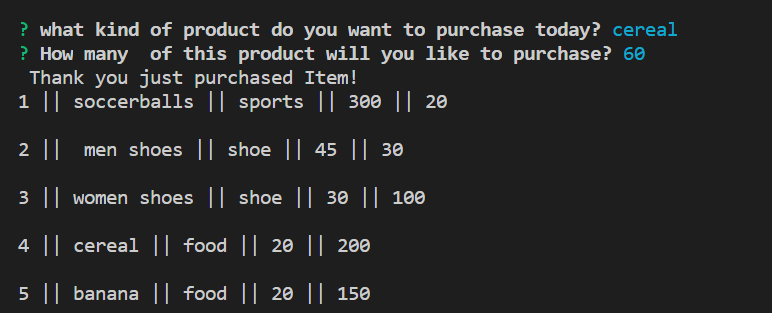 ? what kind of product do you want to purchase today? cereal
? How many  of this product will you like to purchase? 60
 Thank you just purchased Item!
1 || soccerballs || sports || 300 || 20
2 ||  men shoes || shoe || 45 || 30
3 || women shoes || shoe || 30 || 100
4 || cereal || food || 20 || 200
5 || banana || food || 20 || 150